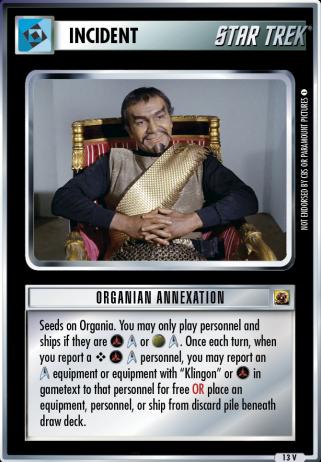 INCIDENT
STAR TREK
NOT ENDORSED BY CBS OR PARAMOUNT PICTURES
ORGANIAN ANNEXATION
Seeds on Organia. You may only play personnel and
ships if they are or . Once each turn, when
you report a personnel, you may report an
equipment or equipment with “Klingon” or in
gametext to that personnel for free OR place an
equipment, personnel, or ship from discard pile beneath
draw deck.
13 V